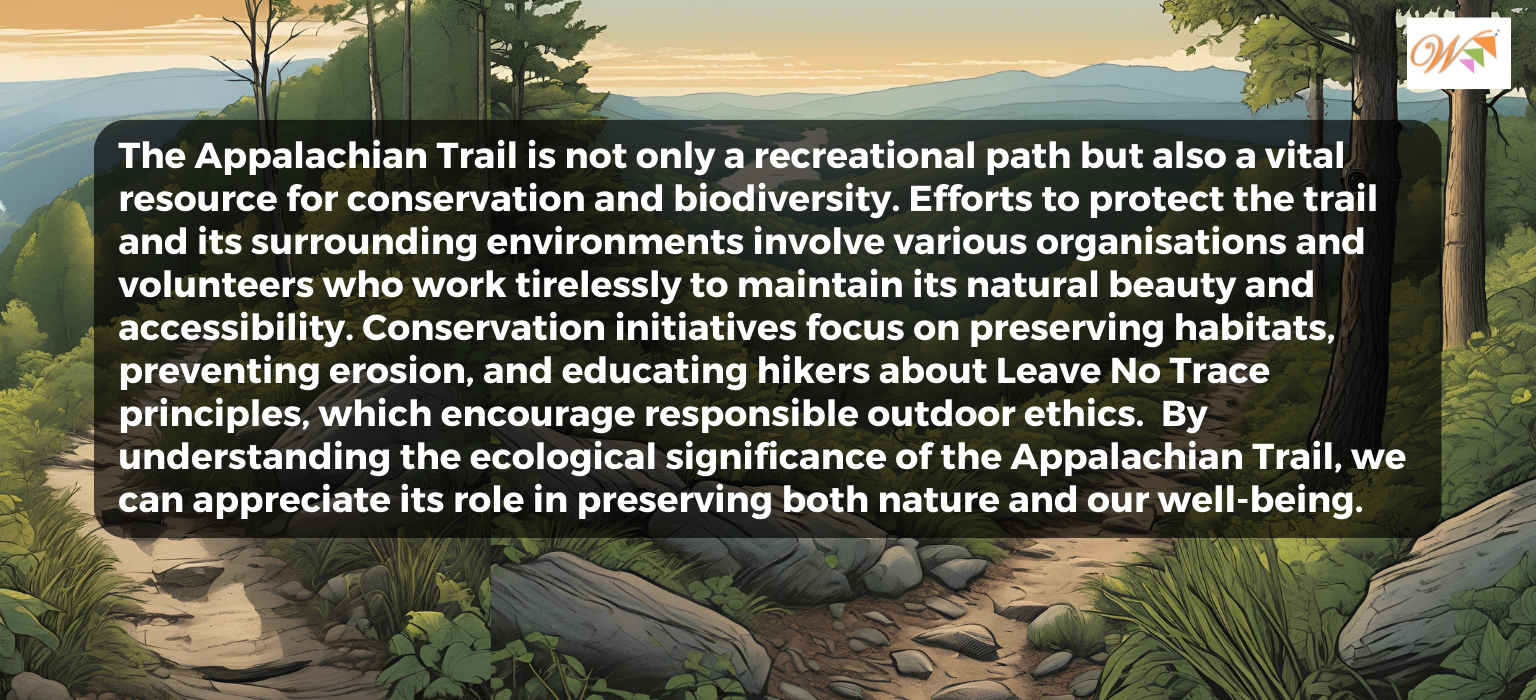 W
The Appalachian Trail is not only a recreational path but also a vital
resource for conservation and biodiversity. Efforts to protect the trail
and its surrounding environments involve various organisations and
volunteers who work tirelessly to maintain its natural beauty and
accessibility. Conservation initiatives focus on preserving habitats,
preventing erosion, and educating hikers about Leave No Trace
principles, which encourage responsible outdoor ethics.  By
understanding the ecological significance of the Appalachian Trail, we
can appreciate its role in preserving both nature and our well-being.